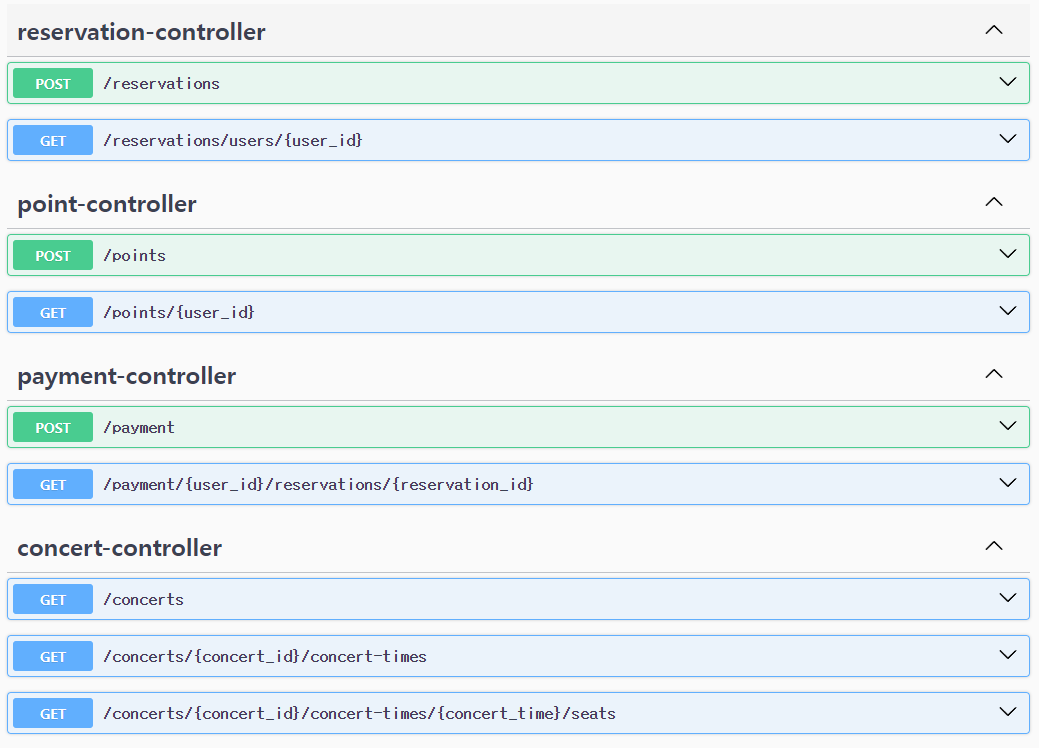 reservation-controller
POST /reservations
GET /reservations/users/{user_id}
point-controller
POST /points
GET /points/{user_id}
payment-controller
POST /payment
GET /payment/{user_id}/reservations/{reservation_id}
concert-controller
GET /concerts
GET /concerts/{concert_id}/concert-times
GET /concerts/{concert_id}/concert-times/{concert_time}/seats